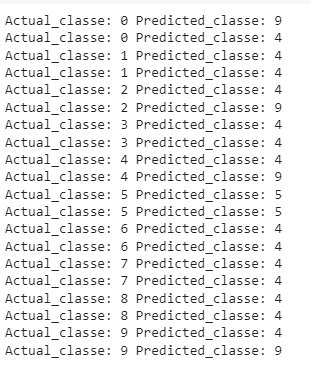 Actual_classe: 0 Predicted_classe: 9
Actual_classe: 0 Predicted_classe: 4
Actual_classe: 1 Predicted_classe: 4
Actual_classe: 1 Predicted_classe: 4
Actual_classe: 2 Predicted_classe: 4
Actual_classe: 2 Predicted_classe: 9
Actual_classe: 3 Predicted_classe: 4
Actual_classe: 3 Predicted_classe: 4
Actual_classe: 4 Predicted_classe: 4
Actual_classe: 4 Predicted_classe: 9
Actual_classe: 5 Predicted_classe: 5
Actual_classe: 5 Predicted_classe: 5
Actual_classe: 6 Predicted_classe: 4
Actual_classe: 6 Predicted_classe: 4
Actual_classe: 7 Predicted_classe: 4
Actual_classe: 7 Predicted_classe: 4
Actual_classe: 8 Predicted_classe: 4
Actual_classe: 8 Predicted_classe: 4
Actual_classe: 9 Predicted_classe: 4
Actual_classe: 9 Predicted_classe: 9